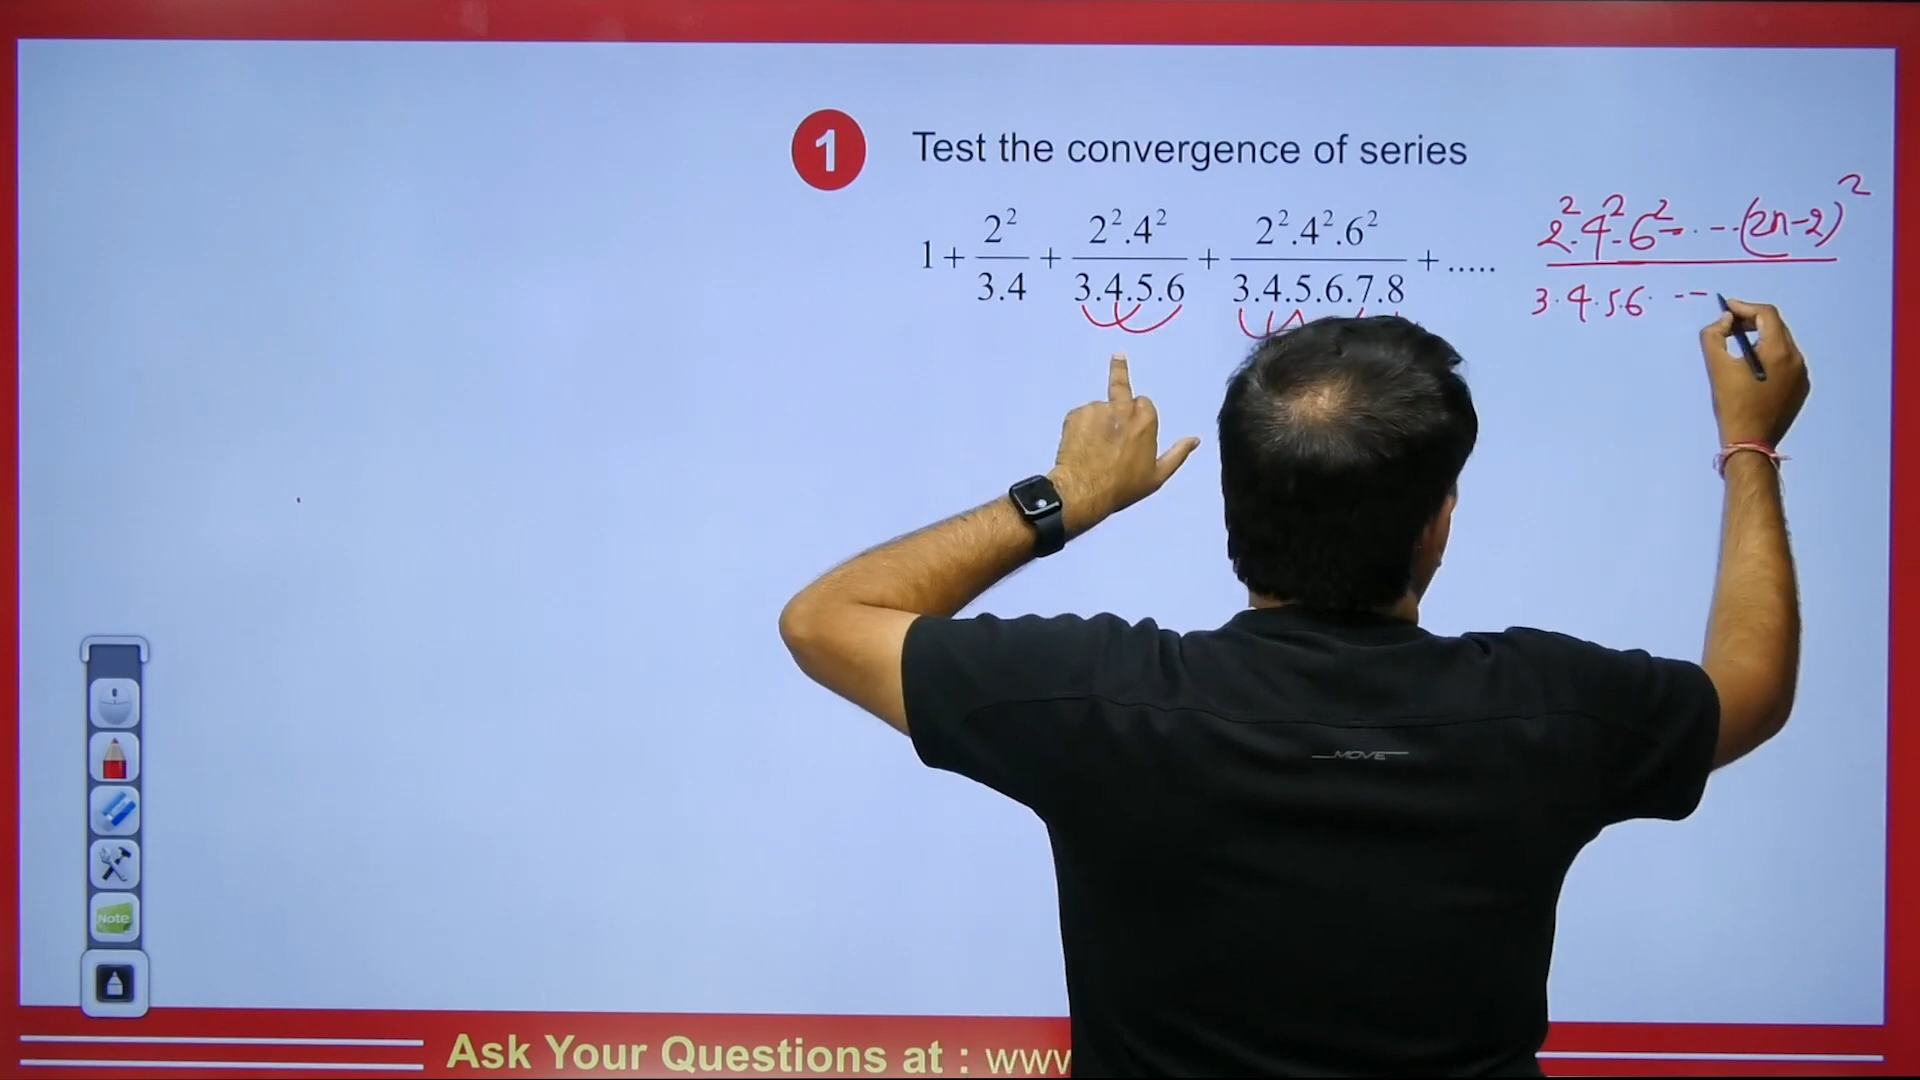 1 Test the convergence of series
1 + 2²/3.4 + 2².4²/3.4.5.6 + 2².4².6²/3.4.5.6.7.8 + .....
2².4².6² - . - - . (2n-2)²
3.4.5.6. - -
MOVE
Note
Ask Your Questions at : www